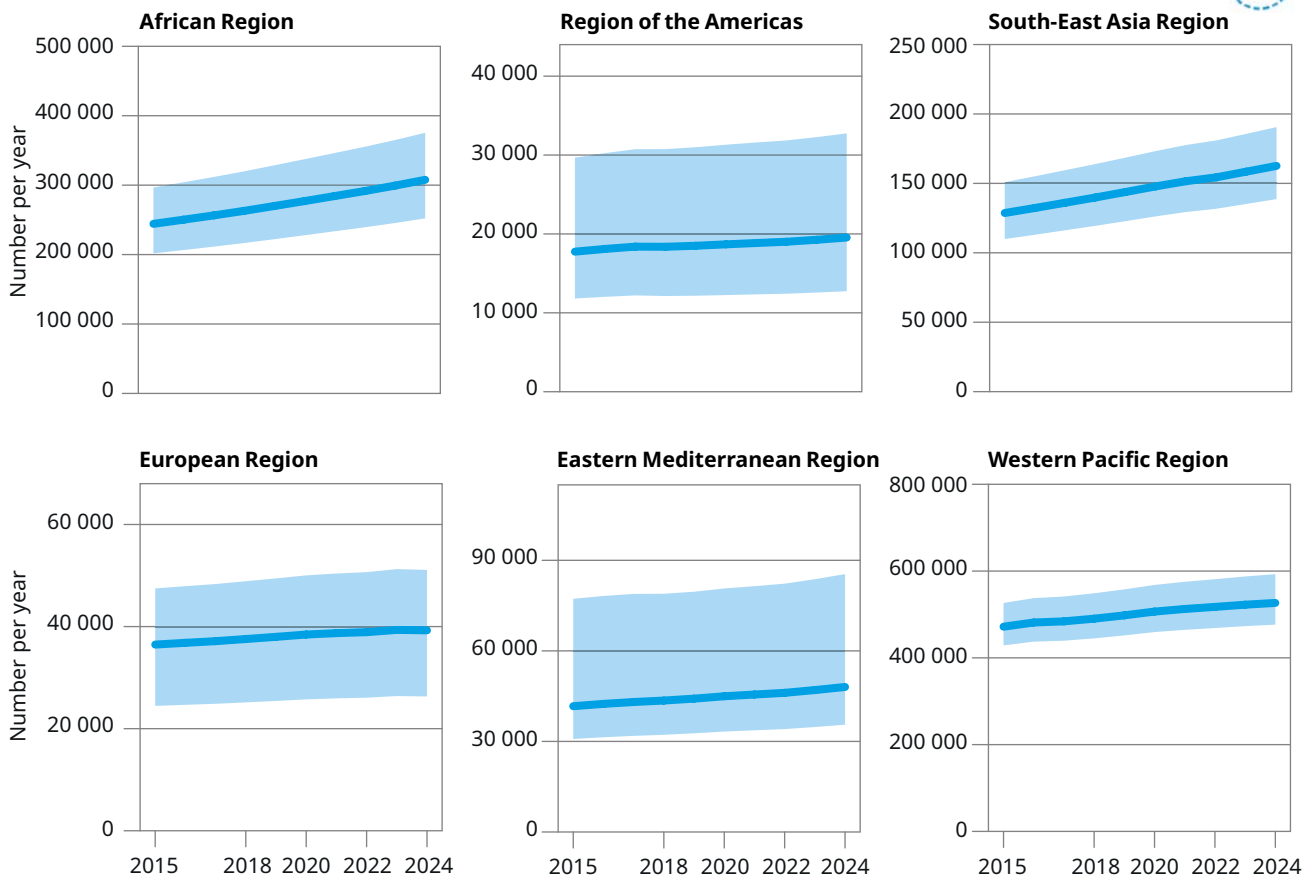 African Region
Region of the Americas
South-East Asia Region
Number per year
500 000
400 000
300 000
200 000
100 000
0
40 000
30 000
20 000
10 000
0
250 000
200 000
150 000
100 000
50 000
0
European Region
Eastern Mediterranean Region
Western Pacific Region
Number per year
60 000
40 000
20 000
0
90 000
60 000
30 000
0
800 000
600 000
400 000
200 000
0
2015 2018 2020 2022 2024
2015 2018 2020 2022 2024
2015 2018 2020 2022 2024